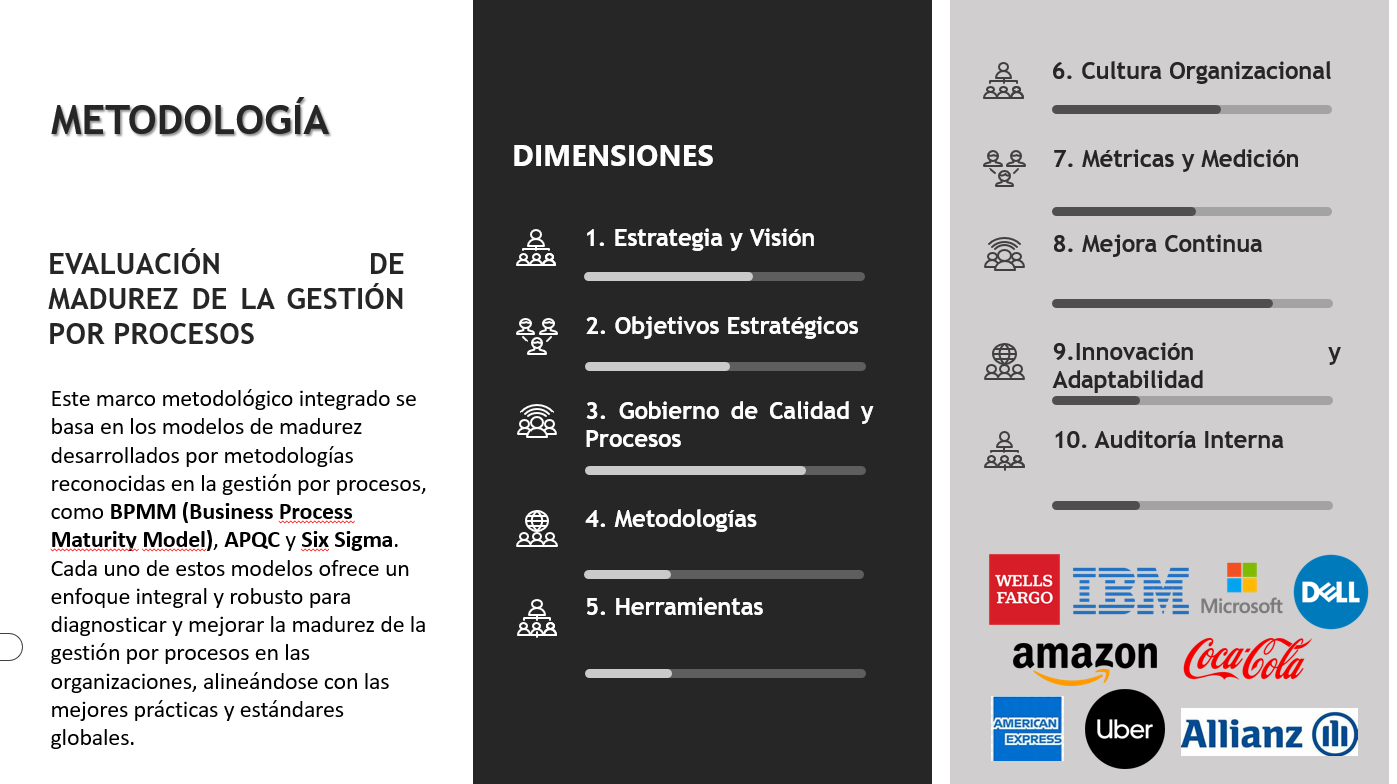 METODOLOGÍA
EVALUACIÓN DE
MADUREZ DE LA GESTIÓN
POR PROCESOS
Este marco metodológico integrado se
basa en los modelos de madurez
desarrollados por metodologías
reconocidas en la gestión por procesos,
como BPMM (Business Process
Maturity Model), APQC y Six Sigma.
Cada uno de estos modelos ofrece un
enfoque integral y robusto para
diagnosticar y mejorar la madurez de la
gestión por procesos en las
organizaciones, alineándose con las
mejores prácticas y estándares
globales.
DIMENSIONES
1. Estrategia y Visión
2. Objetivos Estratégicos
3. Gobierno de Calidad y
Procesos
4. Metodologías
5. Herramientas
6. Cultura Organizacional
7. Métricas y Medición
8. Mejora Continua
9.Innovación y
Adaptabilidad
10. Auditoría Interna
WELLS
FARGO
IBM
Microsoft
DELL
amazon
Coca-Cola
AMERICAN
EXPRESS
Uber
Allianz